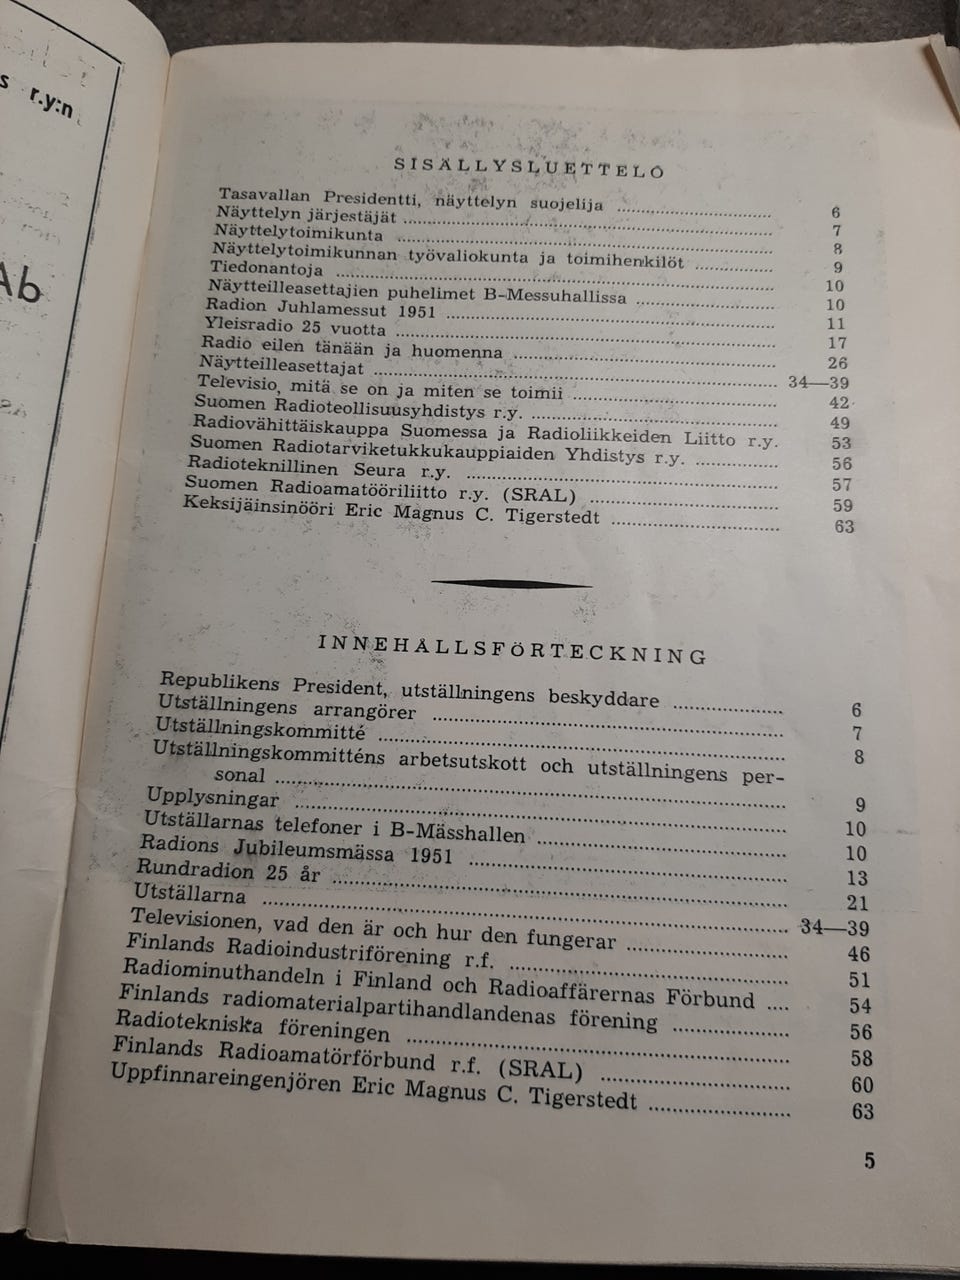 s r.y:n
Ab
SISÄLLYSLUETTELO
Tasavallan Presidentti, näyttelyn suojelija ........ 6
Näyttelyn järjestäjät ........ 7
Näyttelytoimikunta ........ 8
Näyttelytoimikunnan työvaliokunta ja toimihenkilöt ........ 9
Tiedonantoja ........ 10
Näytteilleasettajien puhelimet B-Messuhallissa ........ 10
Radion Juhlamessut 1951 ........ 11
Yleisradio 25 vuotta ........ 17
Radio eilen tänään ja huomenna ........ 26
Näytteilleasettajat ........ 34—39
Televisio, mitä se on ja miten se toimii ........ 42
Suomen Radioteollisuusyhdistys r.y. ........ 49
Radiovähittäiskauppa Suomessa ja Radioliikkeiden Liitto r.y. 53
Suomen Radiotarviketukkukauppiaiden Yhdistys r.y. ........ 56
Radioteknillinen Seura r.y. ........ 57
Suomen Radioamatööriliitto r.y. (SRAL) ........ 59
Keksijäinsinööri Eric Magnus C. Tigerstedt ........ 63
INNEHÅLLSFÖRTECKNING
Republikens President, utställningens beskyddare ........ 6
Utställningens arrangörer ........ 7
Utställningskommitté ........ 8
Utställningskommitténs arbetsutskott och utställningens per-
sonal ........ 9
Upplysningar ........ 10
Utställarnas telefoner i B-Mässhallen ........ 10
Radions Jubileumsmässa 1951 ........ 13
Rundradion 25 år ........ 21
Utställarna ........ 34—39
Televisionen, vad den är och hur den fungerar ........ 46
Finlands Radioindustriförening r.f. ........ 51
Radiominuthandeln i Finland och Radioaffärernas Förbund .... 54
Finlands radiomaterialpartihandlandenas förening ........ 56
Radiotekniska föreningen ........ 58
Finlands Radioamatörförbund r.f. (SRAL) ........ 60
Uppfinnareingenjören Eric Magnus C. Tigerstedt ........ 63
5